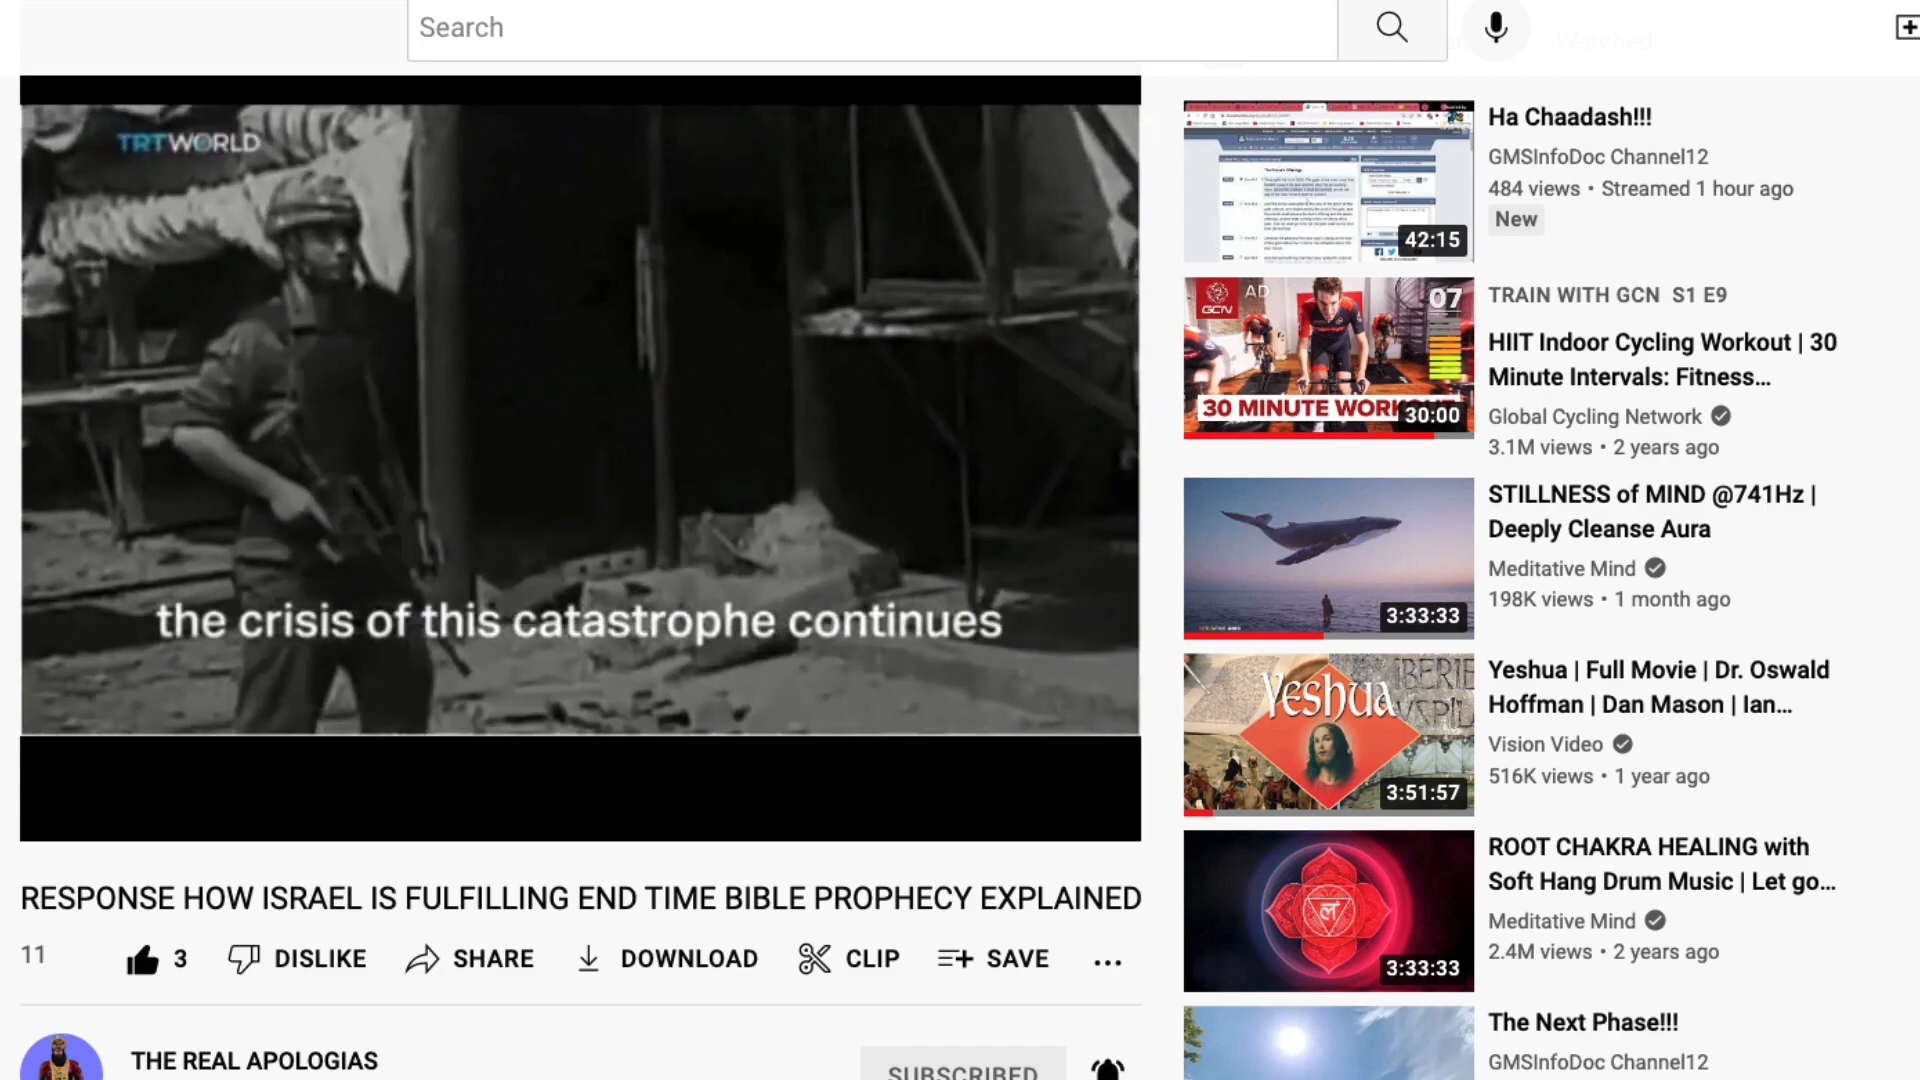 Search
Watched
TRT WORLD
the crisis of this catastrophe continues
RESPONSE HOW ISRAEL IS FULFILLING END TIME BIBLE PROPHECY EXPLAINED
11
3
DISLIKE
SHARE
DOWNLOAD
CLIP
SAVE
THE REAL APOLOGIAS
SUBSCRIBED
42:15
Ha Chaadash!!!
GMSInfoDoc Channel12
484 views • Streamed 1 hour ago
New
GCN
AD
07
30 MINUTE WORK
30:00
TRAIN WITH GCN S1 E9
HIIT Indoor Cycling Workout | 30
Minute Intervals: Fitness...
Global Cycling Network
3.1M views • 2 years ago
3:33:33
STILLNESS of MIND @741Hz |
Deeply Cleanse Aura
Meditative Mind
198K views • 1 month ago
Yeshua
3:51:57
Yeshua | Full Movie | Dr. Oswald
Hoffman | Dan Mason | Ian...
Vision Video
516K views • 1 year ago
लं
3:33:33
ROOT CHAKRA HEALING with
Soft Hang Drum Music | Let go...
Meditative Mind
2.4M views • 2 years ago
The Next Phase!!!
GMSInfoDoc Channel12